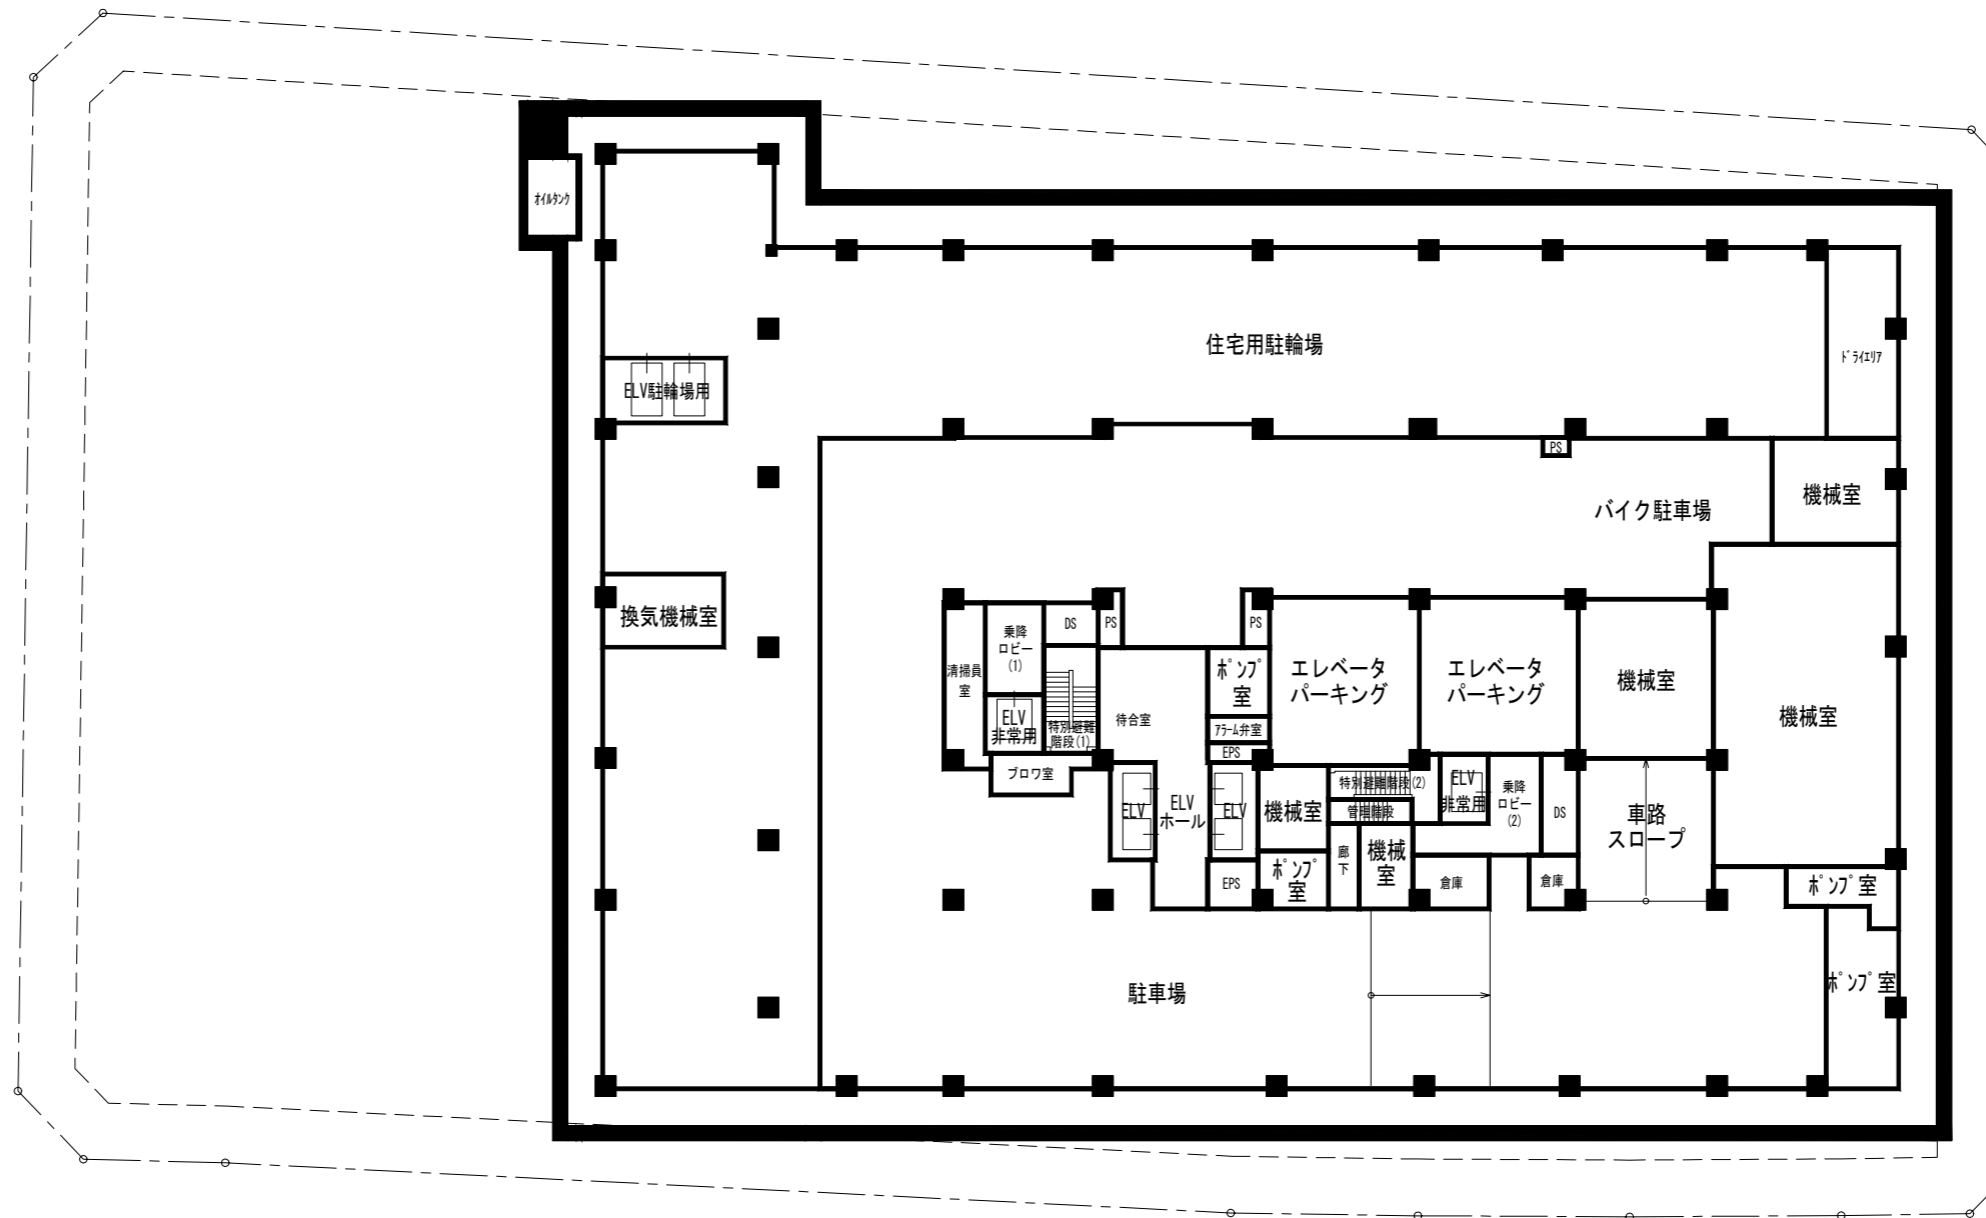 オイルタンク
住宅用駐輪場
ドライエリア
ELV駐輪場用
PS
機械室
バイク駐車場
換気機械室
乗降
ロビー
(1)
DS
PS
PS
清掃員
室
ELV
非常用
特別避難
階段(1)
待合室
ポンプ
室
アラーム弁室
EPS
エレベータ
パーキング
エレベータ
パーキング
機械室
機械室
ブロワ室
ELV
ELV
ホール
ELV
機械室
特別避難階段(2)
管理階段
ELV
非常用
乗降
ロビー
(2)
DS
車路
スロープ
廊
下
機械
室
EPS
ポンプ
室
倉庫
倉庫
ポンプ室
ポンプ室
駐車場